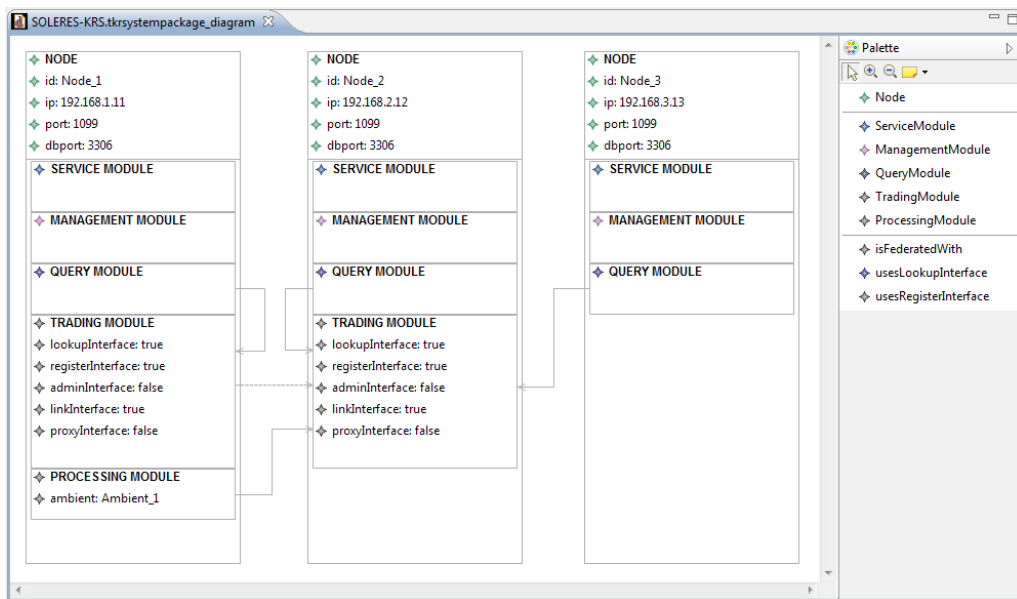 SOLERES-KRS.tkrsystempackage_diagram
NODE
id: Node_1
ip: 192.168.1.11
port: 1099
dbport: 3306
SERVICE MODULE
MANAGEMENT MODULE
QUERY MODULE
TRADING MODULE
lookupInterface: true
registerInterface: true
adminInterface: false
linkInterface: true
proxyInterface: false
PROCESSING MODULE
ambient: Ambient_1
NODE
id: Node_2
ip: 192.168.2.12
port: 1099
dbport: 3306
SERVICE MODULE
MANAGEMENT MODULE
QUERY MODULE
TRADING MODULE
lookupInterface: true
registerInterface: true
adminInterface: false
linkInterface: true
proxyInterface: false
NODE
id: Node_3
ip: 192.168.3.13
port: 1099
dbport: 3306
SERVICE MODULE
MANAGEMENT MODULE
QUERY MODULE
Palette
Node
ServiceModule
ManagementModule
QueryModule
TradingModule
ProcessingModule
isFederatedWith
usesLookupInterface
usesRegisterInterface